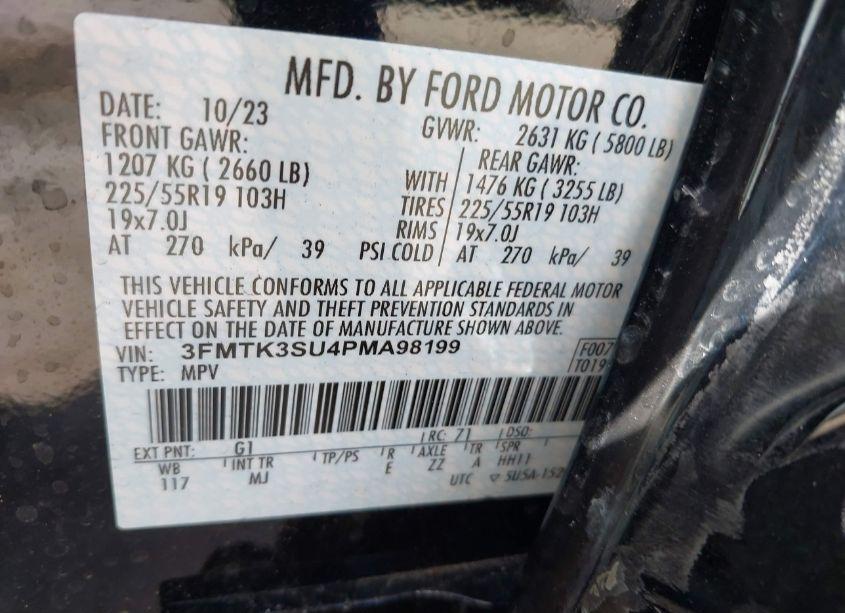 MFD. BY FORD MOTOR CO.
DATE: 10/23 GVWR: 2631 KG ( 5800 LB)
FRONT GAWR: REAR GAWR:
1207 KG ( 2660 LB) WITH 1476 KG ( 3255 LB)
225/55R19 103H TIRES 225/55R19 103H
19x7.0J RIMS 19x7.0J
AT 270 kPa/ 39 PSI COLD AT 270 kPa/ 39
THIS VEHICLE CONFORMS TO ALL APPLICABLE FEDERAL MOTOR
VEHICLE SAFETY AND THEFT PREVENTION STANDARDS IN
EFFECT ON THE DATE OF MANUFACTURE SHOWN ABOVE.
VIN: 3FMTK3SU4PMA98199 F007
TYPE: MPV T019
EXT PNT: G1 RC: 71 DSO:
WB INT TR TP/PS R AXLE TR SPR
117 MJ E ZZ A HH11
UTC